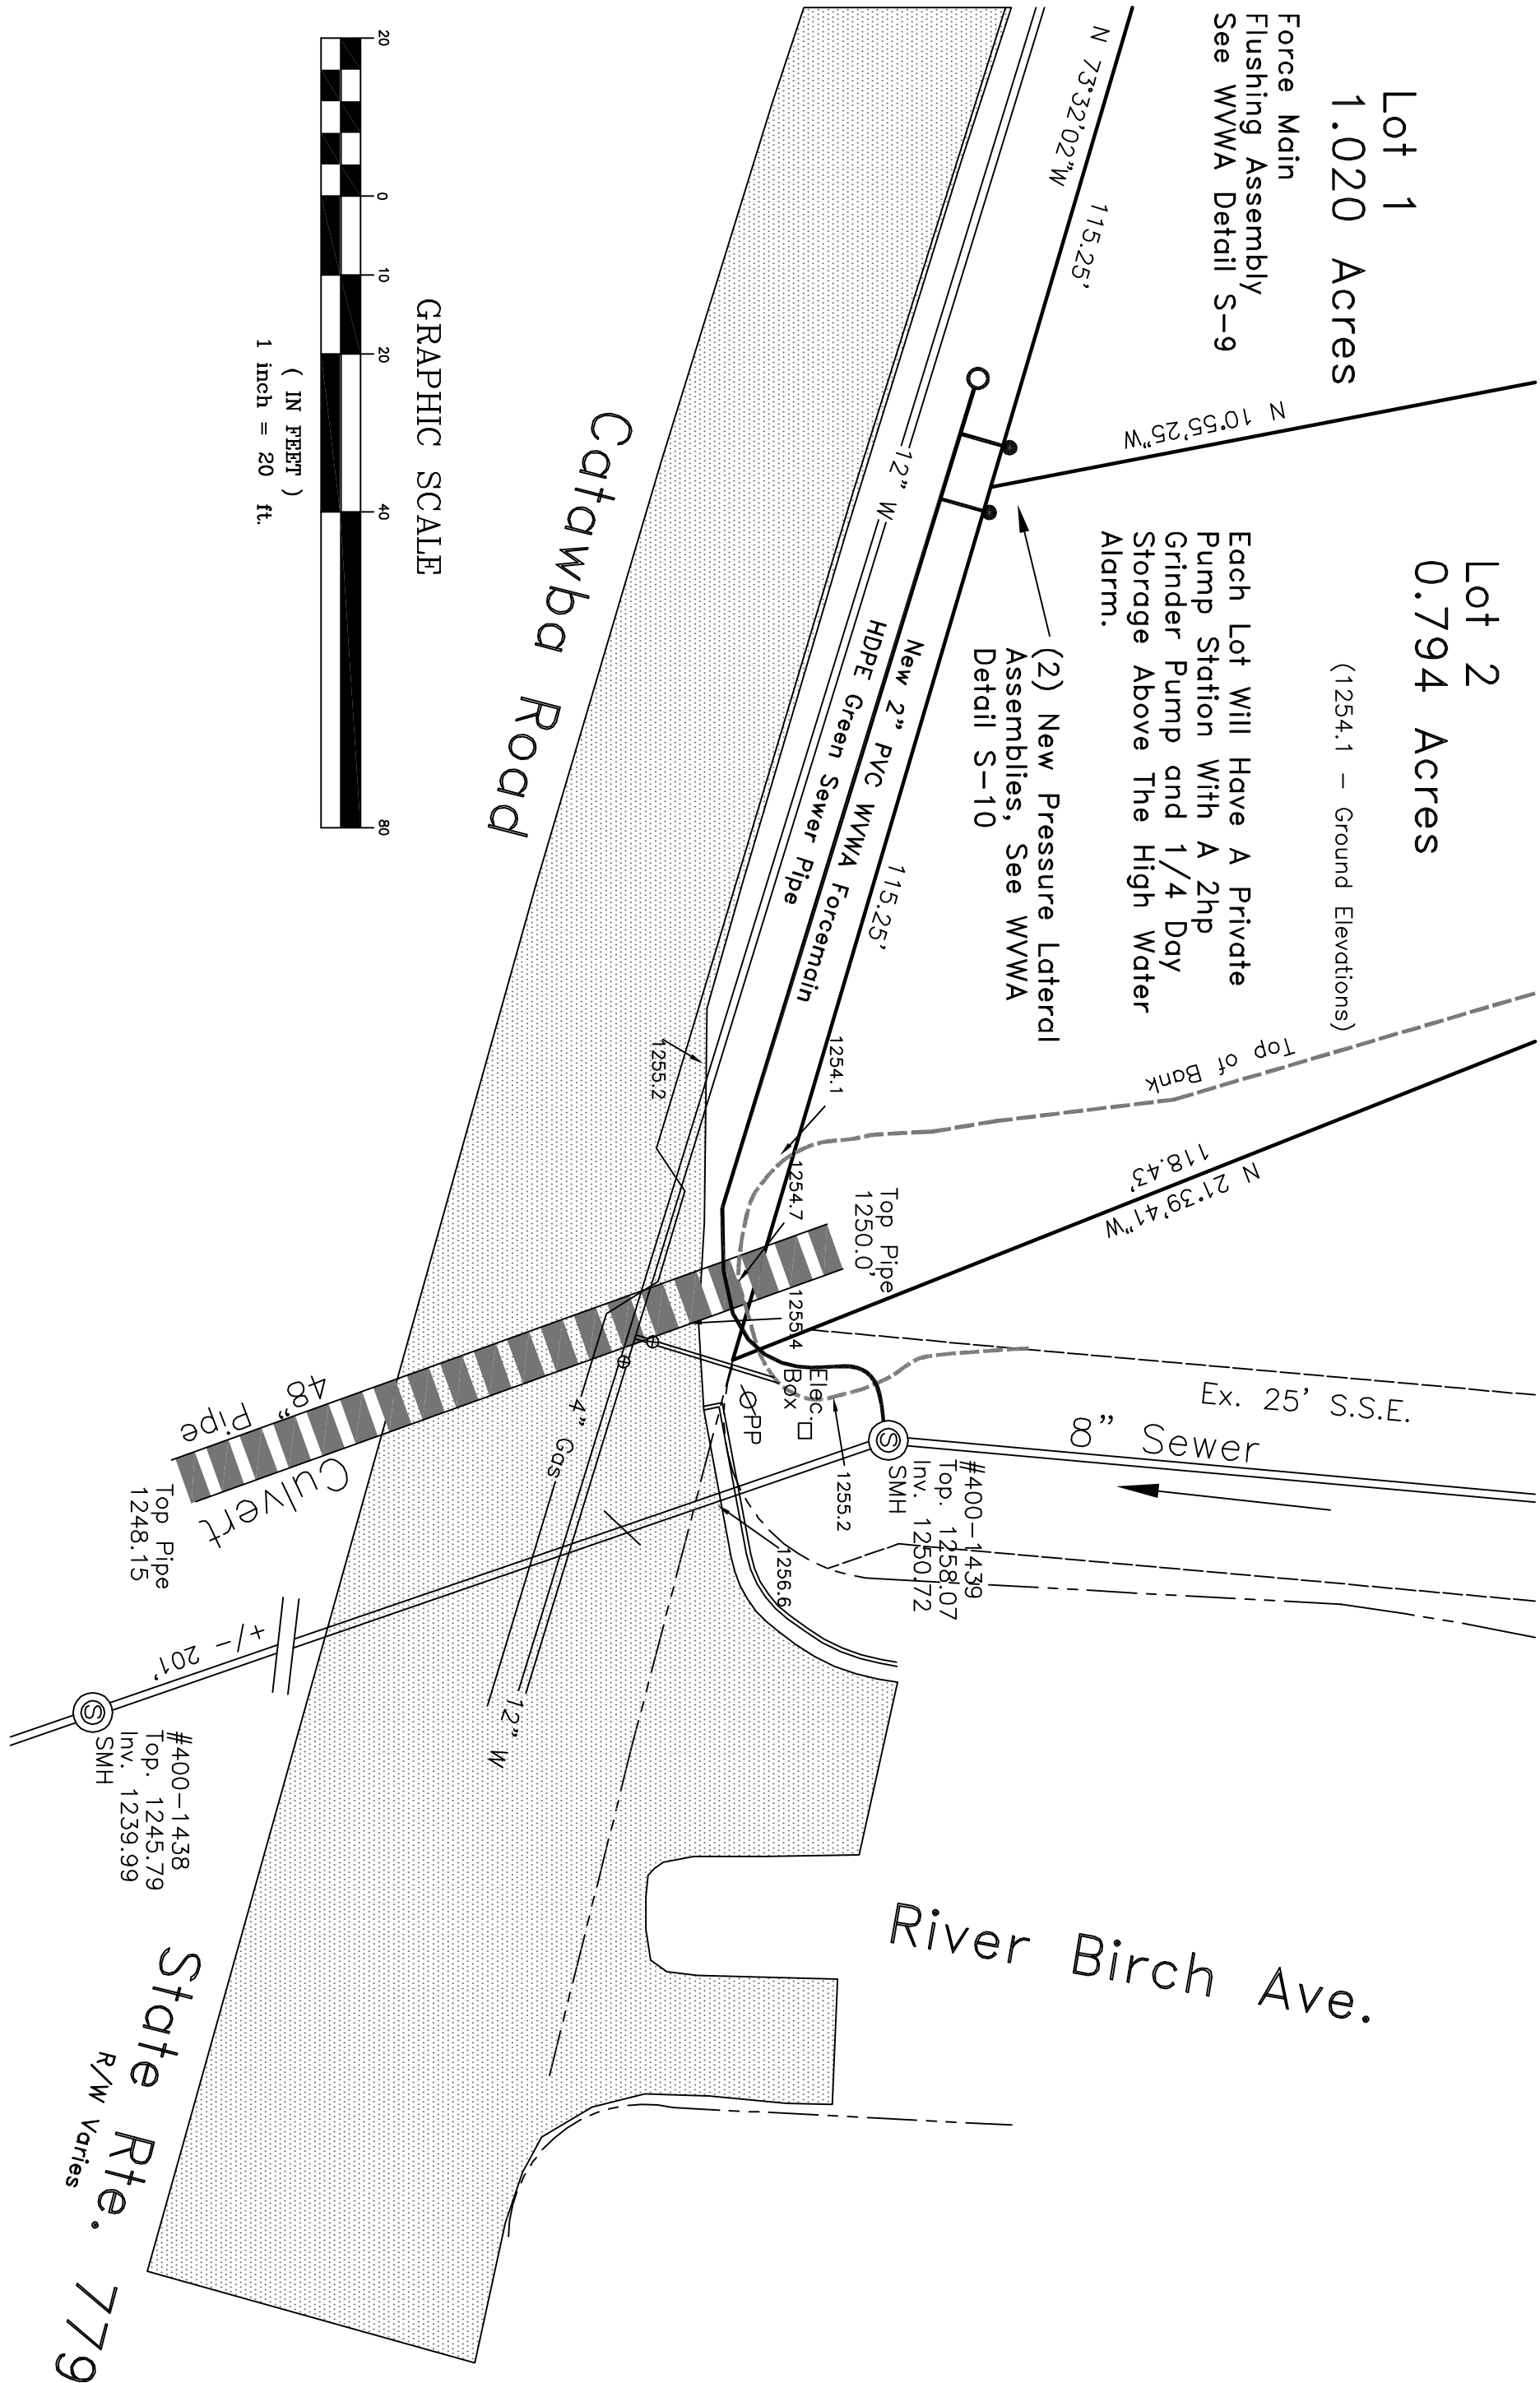 Lot 1
1.020 Acres
Force Main
Flushing Assembly
See WVWA Detail S-9
N 73°32'02"W
115.25'
Lot 2
0.794 Acres
(1254.1 - Ground Elevations)
N 10°55'25"W
Each Lot Will Have A Private
Pump Station With A 2hp
Grinder Pump and 1/4 Day
Storage Above The High Water
Alarm.
(2) New Pressure Lateral
Assemblies, See WVWA
Detail S-10
12" W
New 2" PVC WVWA Forcemain
HDPE Green Sewer Pipe
115.25'
Top of Bank
N 21°39'41"W
118.43'
1254.1
1255.2
1254.7
Top Pipe
1250.0'
1255.4
Elec.
Box
PP
Ex. 25' S.S.E.
8" Sewer
S
#400-1439
Top. 1258.07
Inv. 1250.72
SMH
1255.2
1256.6
4" Gas
12" W
48" Culvert
Pipe
Top Pipe
1248.15
+/- 201'
S
#400-1438
Top. 1245.79
Inv. 1239.99
SMH
Catawba Road
River Birch Ave.
State Rte. 779
R/W Varies
GRAPHIC SCALE
20 0 10 20 40 80
( IN FEET )
1 inch = 20 ft.